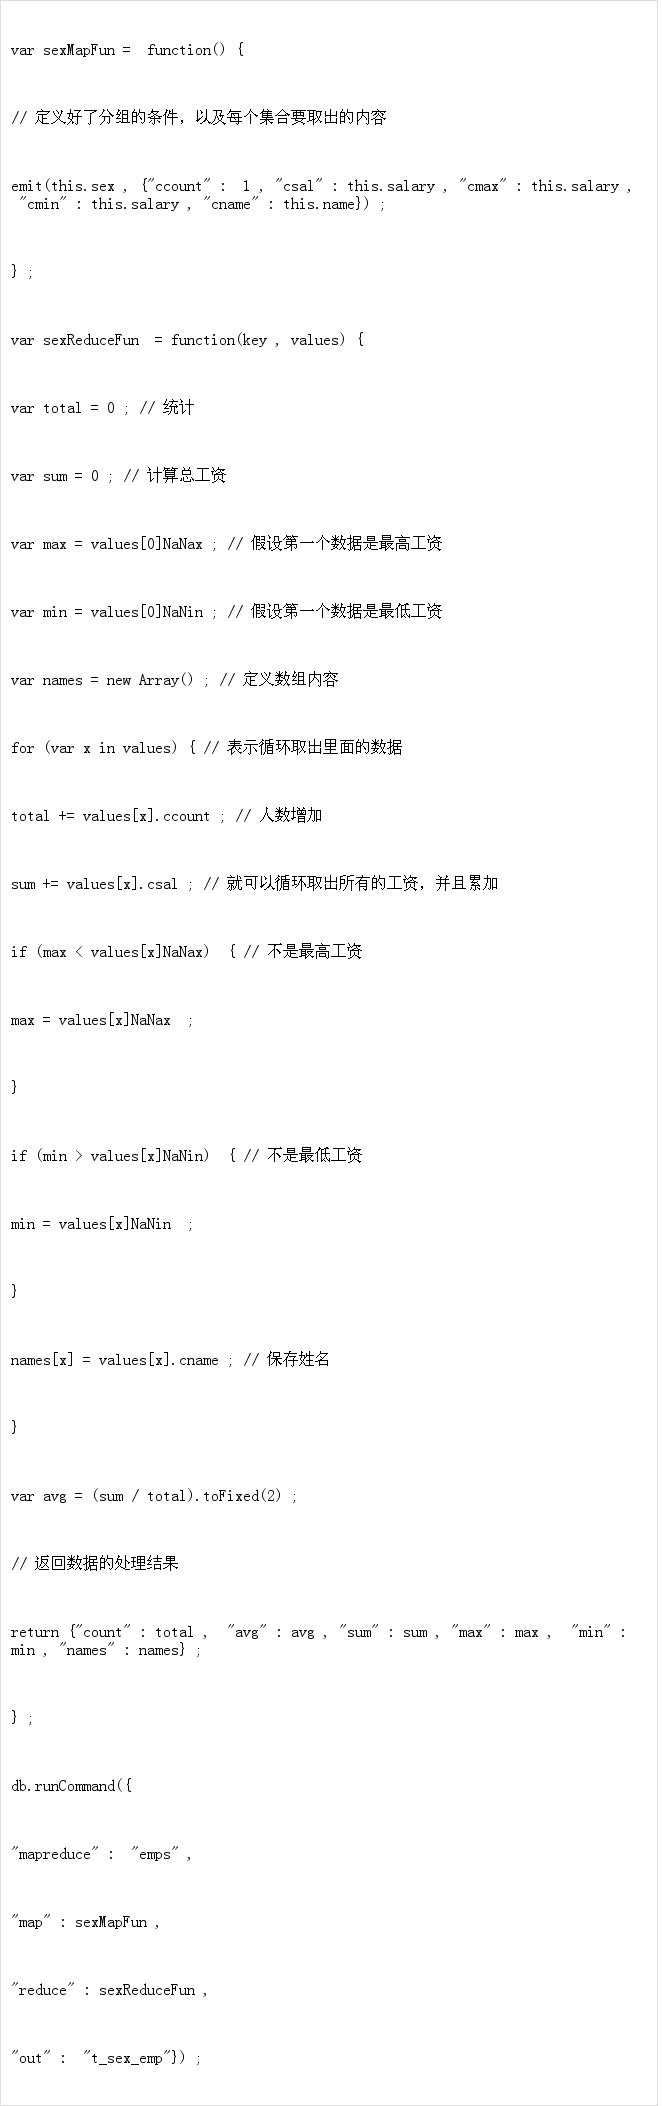 var sexMapFun =  function() {
// 定义好了分组的条件，以及每个集合要取出的内容
emit(this.sex , {"ccount" :  1 , "csal" : this.salary , "cmax" : this.salary ,
"cmin" : this.salary , "cname" : this.name}) ;
} ;
var sexReduceFun  = function(key , values) {
var total = 0 ; // 统计
var sum = 0 ; // 计算总工资
var max = values[0]NaNax ; // 假设第一个数据是最高工资
var min = values[0]NaNin ; // 假设第一个数据是最低工资
var names = new Array() ; // 定义数组内容
for (var x in values) { // 表示循环取出里面的数据
total += values[x].ccount ; // 人数增加
sum += values[x].csal ; // 就可以循环取出所有的工资，并且累加
if (max < values[x]NaNax)  { // 不是最高工资
max = values[x]NaNax  ;
}
if (min > values[x]NaNin)  { // 不是最低工资
min = values[x]NaNin  ;
}
names[x] = values[x].cname ; // 保存姓名
}
var avg = (sum / total).toFixed(2) ;
// 返回数据的处理结果
return {"count" : total ,  "avg" : avg , "sum" : sum , "max" : max ,  "min" :
min , "names" : names} ;
} ;
db.runCommand({
"mapreduce" :  "emps" ,
"map" : sexMapFun ,
"reduce" : sexReduceFun ,
"out" :  "t_sex_emp"}) ;